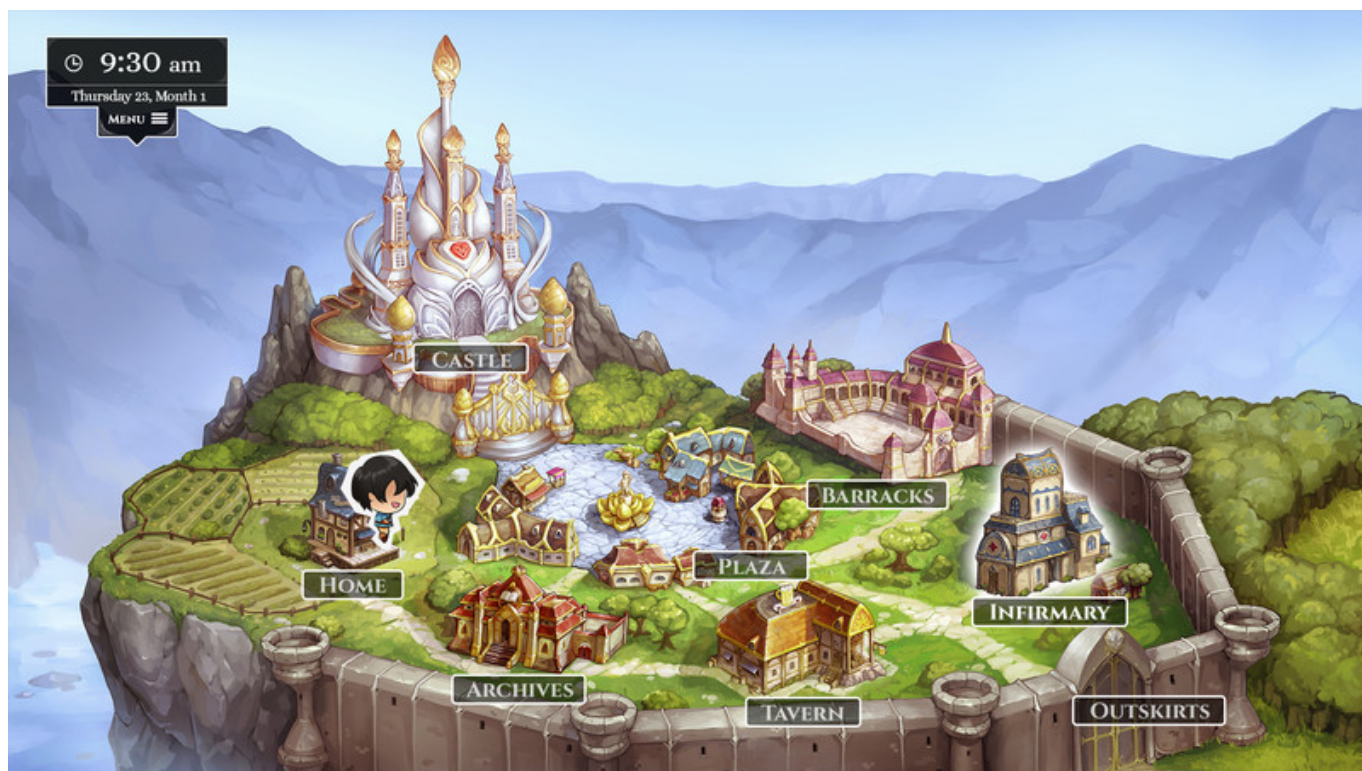 9:30 am
Thursday 23, Month 1
MENU
CASTLE
BARRACKS
PLAZA
HOME
INFIRMARY
ARCHIVES
TAVERN
OUTSKIRTS